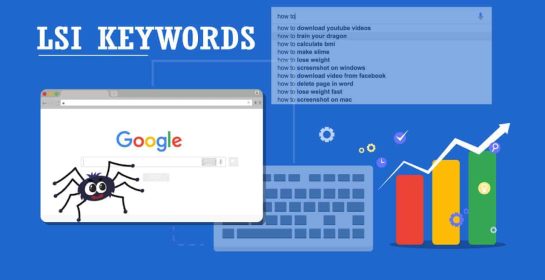 LSI KEYWORDS
how to
how to download youtube videos
how to train your dragon
how to calculate bmi
how to make slime
how to lose weight
how to screenshot on windows
how to download video from facebook
how to delete page in word
how to lose weight fast
how to screenshot on mac
Google